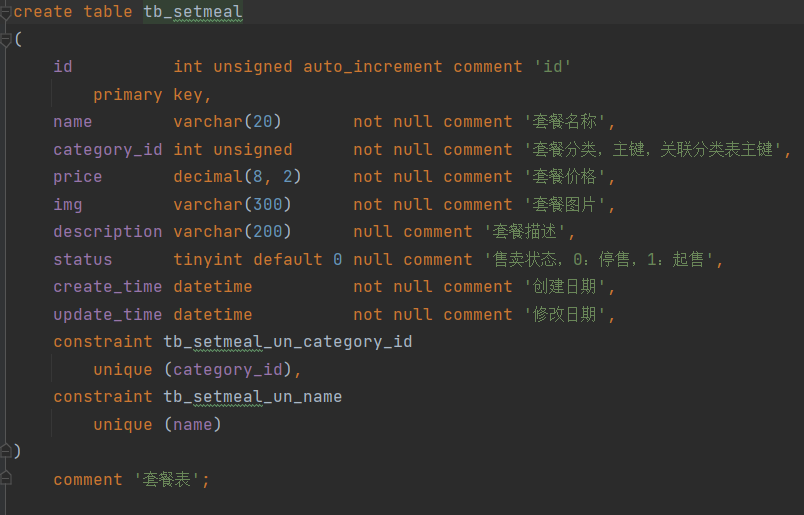 create table tb_setmeal
(
    id          int unsigned auto_increment comment 'id'
        primary key,
    name        varchar(20)       not null comment '套餐名称',
    category_id int unsigned      not null comment '套餐分类，主键，关联分类表主键',
    price       decimal(8, 2)     not null comment '套餐价格',
    img         varchar(300)      not null comment '套餐图片',
    description varchar(200)      null comment '套餐描述',
    status      tinyint default 0 null comment '售卖状态，0：停售，1：起售',
    create_time datetime          not null comment '创建日期',
    update_time datetime          not null comment '修改日期',
    constraint tb_setmeal_un_category_id
        unique (category_id),
    constraint tb_setmeal_un_name
        unique (name)
)
    comment '套餐表';